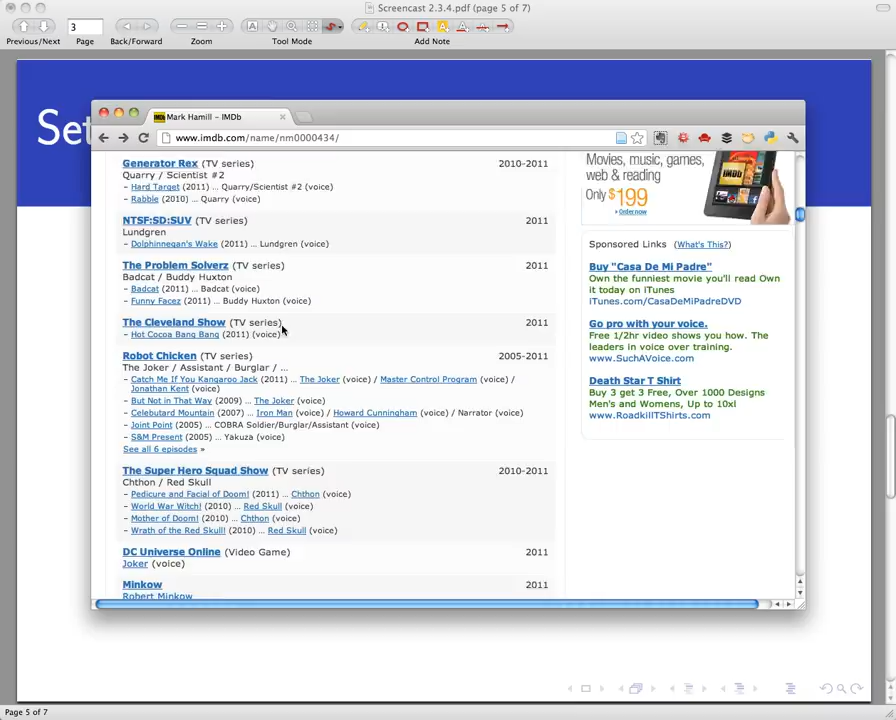 Screencast 2.3.4.pdf (page 5 of 7)
3
Previous/Next Page Back/Forward Zoom Tool Mode Add Note
Set
Mark Hamill – IMDb
www.imdb.com/name/nm0000434/
Generator Rex (TV series) 2010-2011
Quarry / Scientist #2
– Hard Target (2011) ... Quarry/Scientist #2 (voice)
– Rabble (2010) ... Quarry (voice)
NTSF:SD:SUV (TV series) 2011
Lundgren
– Dolphinnegan's Wake (2011) ... Lundgren (voice)
The Problem Solverz (TV series) 2011
Badcat / Buddy Huxton
– Badcat (2011) ... Badcat (voice)
– Funny Facez (2011) ... Buddy Huxton (voice)
The Cleveland Show (TV series) 2011
– Hot Cocoa Bang Bang (2011) (voice)
Robot Chicken (TV series) 2005-2011
The Joker / Assistant / Burglar / ...
– Catch Me If You Kangaroo Jack (2011) ... The Joker (voice) / Master Control Program (voice) /
Jonathan Kent (voice)
– But Not in That Way (2009) ... The Joker (voice)
– Celebutard Mountain (2007) ... Iron Man (voice) / Howard Cunningham (voice) / Narrator (voice)
– Joint Point (2005) ... COBRA Soldier/Burglar/Assistant (voice)
– S&M Present (2005) ... Yakuza (voice)
See all 6 episodes »
The Super Hero Squad Show (TV series) 2010-2011
Chthon / Red Skull
– Pedicure and Facial of Doom! (2011) ... Chthon (voice)
– World War Witch! (2010) ... Red Skull (voice)
– Mother of Doom! (2010) ... Chthon (voice)
– Wrath of the Red Skull! (2010) ... Red Skull (voice)
DC Universe Online (Video Game) 2011
Joker (voice)
Minkow 2011
Robert Minkow
Movies, music, games,
web & reading
Only $199
Order now
IMDb
Sponsored Links (What's This?)
Buy "Casa De Mi Padre"
Own the funniest movie you'll read Own
it today on iTunes
iTunes.com/CasaDeMiPadreDVD
Go pro with your voice.
Free 1/2hr video shows you how. The
leaders in voice over training.
www.SuchAVoice.com
Death Star T Shirt
Buy 3 get 3 Free, Over 1000 Designs
Men's and Womens, Up to 10xl
www.RoadkillTShirts.com
Page 5 of 7